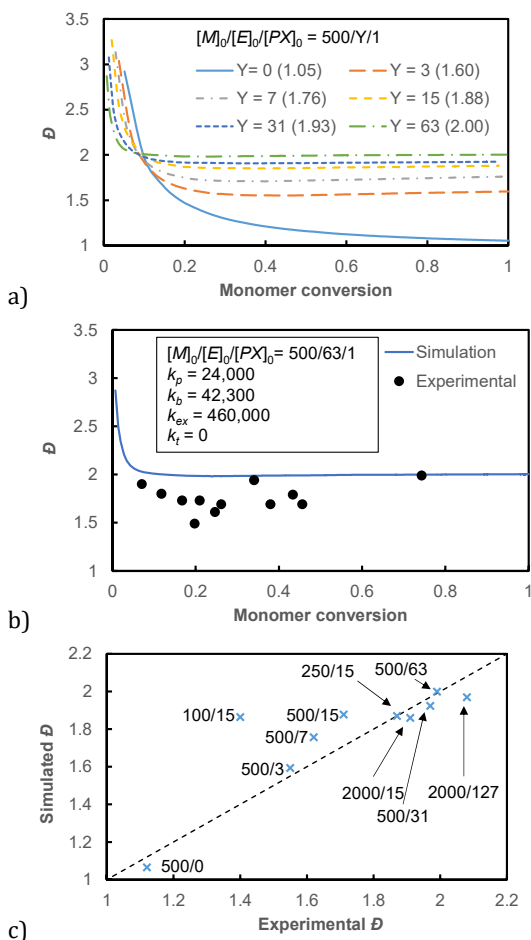 [M]0/[E]0/[PX]0 = 500/Y/1
Y= 0 (1.05)
Y = 3 (1.60)
Y = 7 (1.76)
Y = 15 (1.88)
Y = 31 (1.93)
Y = 63 (2.00)
3.5
3
2.5
2
1.5
1
Đ
0
0.2
0.4
0.6
0.8
1
Monomer conversion
a)
[M]0/[E]0/[PX]0= 500/63/1
kp = 24,000
kb = 42,300
kex = 460,000
kt = 0
Simulation
Experimental
3.5
3
2.5
2
1.5
1
Đ
0
0.2
0.4
0.6
0.8
1
Monomer conversion
b)
2.2
2
1.8
1.6
1.4
1.2
1
Simulated Đ
250/15
500/63
100/15
500/15
500/7
500/3
2000/15
500/31
2000/127
500/0
1
1.2
1.4
1.6
1.8
2
2.2
Experimental Đ
c)